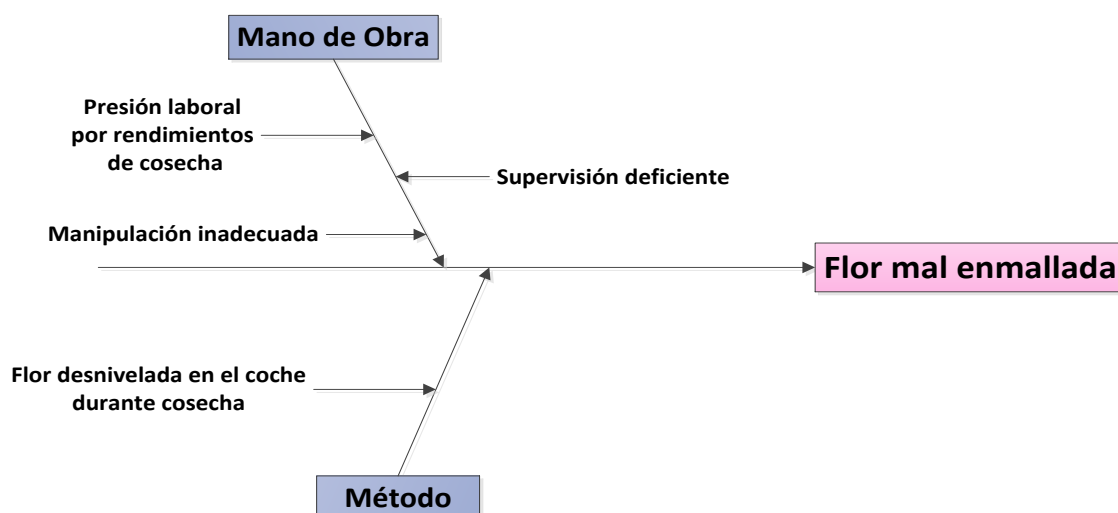 Mano de Obra
Presión laboral
por rendimientos
de cosecha
Supervisión deficiente
Manipulación inadecuada
Flor mal enmallada
Flor desnivelada en el coche
durante cosecha
Método